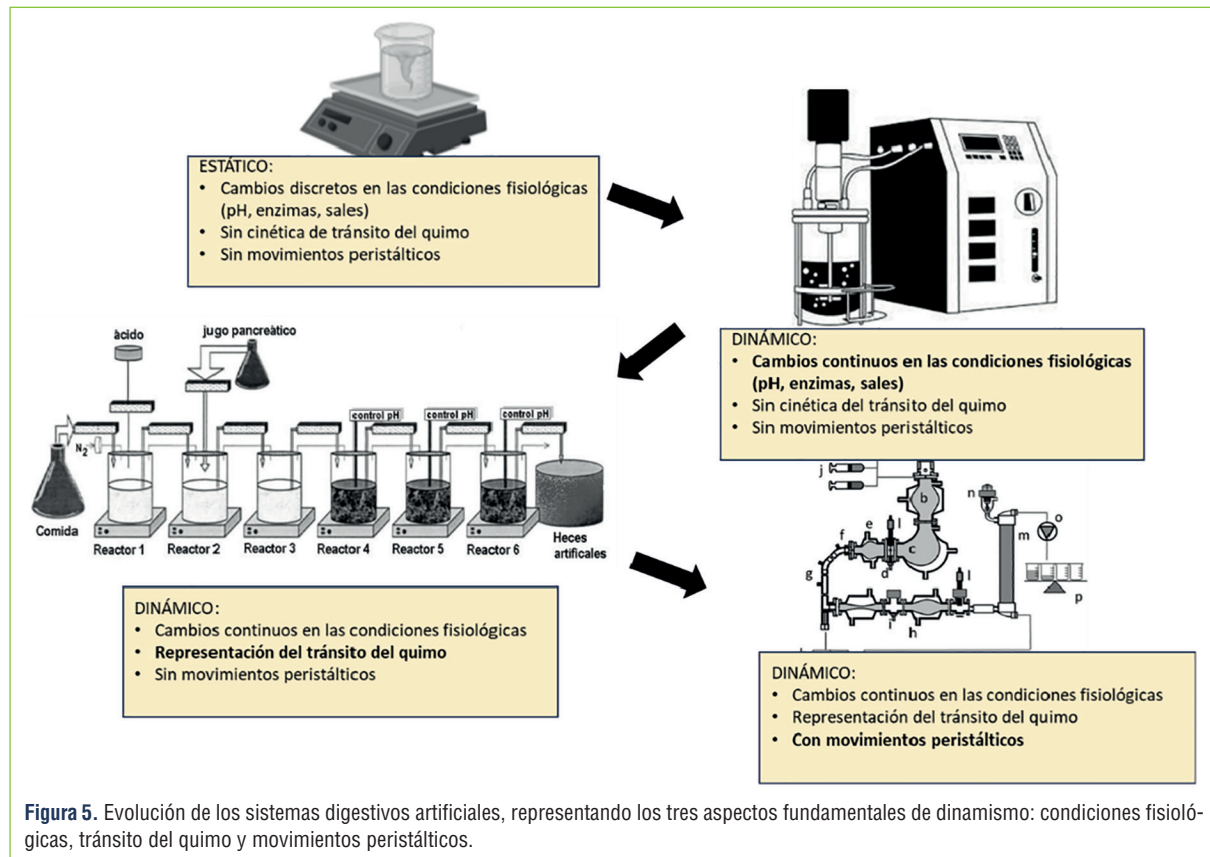 ESTÁTICO:
• Cambios discretos en las condiciones fisiológicas
(pH, enzimas, sales)
• Sin cinética de tránsito del quimo
• Sin movimientos peristálticos
DINÁMICO:
• Cambios continuos en las condiciones fisiológicas
(pH, enzimas, sales)
• Sin cinética del tránsito del quimo
• Sin movimientos peristálticos
àcido
jugo pancreàtico
control pH
control pH
control pH
N2
Comida
Reactor 1
Reactor 2
Reactor 3
Reactor 4
Reactor 5
Reactor 6
Heces
artificales
DINÁMICO:
• Cambios continuos en las condiciones fisiológicas
• Representación del tránsito del quimo
• Sin movimientos peristálticos
j
b
n
o
m
l
e
f
c
d
g
l
p
i
h
DINÁMICO:
• Cambios continuos en las condiciones fisiológicas
• Representación del tránsito del quimo
• Con movimientos peristálticos
Figura 5. Evolución de los sistemas digestivos artificiales, representando los tres aspectos fundamentales de dinamismo: condiciones fisioló-
gicas, tránsito del quimo y movimientos peristálticos.